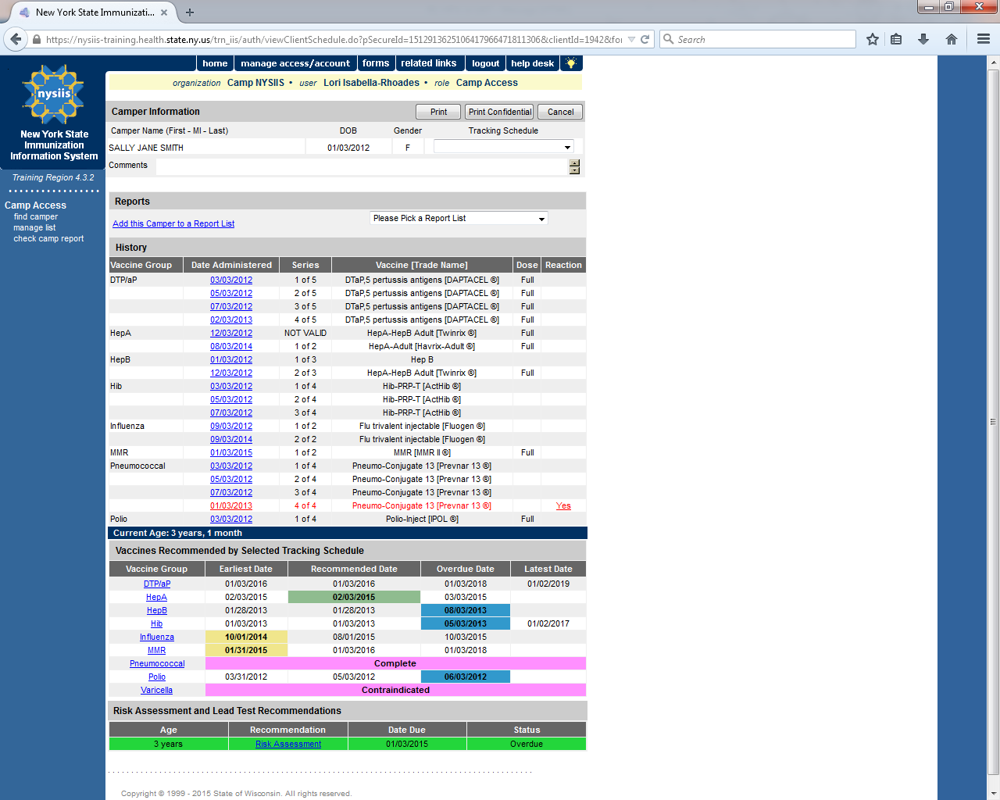 New York State Immunizati...
https://nysiis-training.health.state.ny.us/trn_iis/auth/viewClientSchedule.do?pSecureId=1512913625106417966471811306&clientId=1942&for
Search
home manage access/account forms related links logout help desk
organization Camp NYSIIS • user Lori Isabella-Rhoades • role Camp Access
nysiis
New York State
Immunization
Information System
Training Region 4.3.2
Camp Access
find camper
manage list
check camp report
Camper Information Print Print Confidential Cancel
Camper Name (First - MI - Last) DOB Gender Tracking Schedule
SALLY JANE SMITH 01/03/2012 F
Comments
Reports
Add this Camper to a Report List Please Pick a Report List
History
Vaccine Group Date Administered Series Vaccine [Trade Name] Dose Reaction
DTP/aP 03/03/2012 1 of 5 DTaP,5 pertussis antigens [DAPTACEL ®] Full
05/03/2012 2 of 5 DTaP,5 pertussis antigens [DAPTACEL ®] Full
07/03/2012 3 of 5 DTaP,5 pertussis antigens [DAPTACEL ®] Full
02/03/2013 4 of 5 DTaP,5 pertussis antigens [DAPTACEL ®] Full
HepA 12/03/2012 NOT VALID HepA-HepB Adult [Twinrix ®] Full
08/03/2014 1 of 2 HepA-Adult [Havrix-Adult ®] Full
HepB 01/03/2012 1 of 3 Hep B
12/03/2012 2 of 3 HepA-HepB Adult [Twinrix ®] Full
Hib 03/03/2012 1 of 4 Hib-PRP-T [ActHib ®]
05/03/2012 2 of 4 Hib-PRP-T [ActHib ®]
07/03/2012 3 of 4 Hib-PRP-T [ActHib ®]
Influenza 09/03/2012 1 of 2 Flu trivalent injectable [Fluogen ®]
09/03/2014 2 of 2 Flu trivalent injectable [Fluogen ®]
MMR 01/03/2015 1 of 2 MMR [MMR II ®] Full
Pneumococcal 03/03/2012 1 of 4 Pneumo-Conjugate 13 [Prevnar 13 ®]
05/03/2012 2 of 4 Pneumo-Conjugate 13 [Prevnar 13 ®]
07/03/2012 3 of 4 Pneumo-Conjugate 13 [Prevnar 13 ®]
01/03/2013 4 of 4 Pneumo-Conjugate 13 [Prevnar 13 ®] Yes
Polio 03/03/2012 1 of 4 Polio-Inject [IPOL ®] Full
Current Age: 3 years, 1 month
Vaccines Recommended by Selected Tracking Schedule
Vaccine Group Earliest Date Recommended Date Overdue Date Latest Date
DTP/aP 01/03/2016 01/03/2016 01/03/2018 01/02/2019
HepA 02/03/2015 02/03/2015 03/03/2015
HepB 01/28/2013 01/28/2013 08/03/2013
Hib 01/03/2013 01/03/2013 05/03/2013 01/02/2017
Influenza 10/01/2014 08/01/2015 10/03/2015
MMR 01/31/2015 01/03/2016 01/03/2018
Pneumococcal Complete
Polio 03/31/2012 05/03/2012 06/03/2012
Varicella Contraindicated
Risk Assessment and Lead Test Recommendations
Age Recommendation Date Due Status
3 years Risk Assessment 01/03/2015 Overdue
Copyright © 1999 - 2015 State of Wisconsin. All rights reserved.